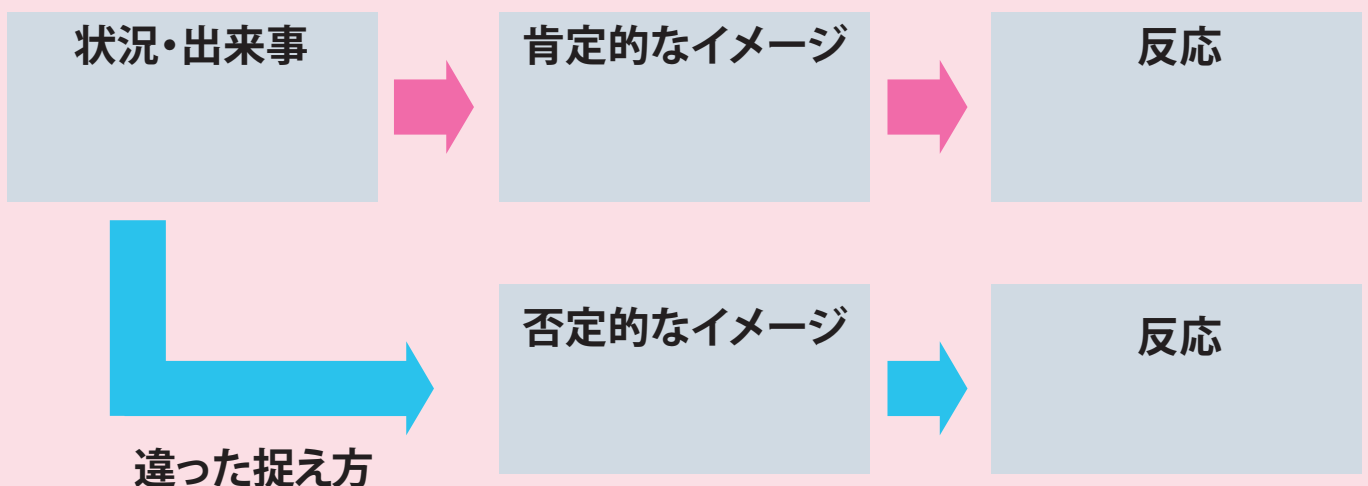 状況・出来事
肯定的なイメージ
反応
否定的なイメージ
反応
違った捉え方